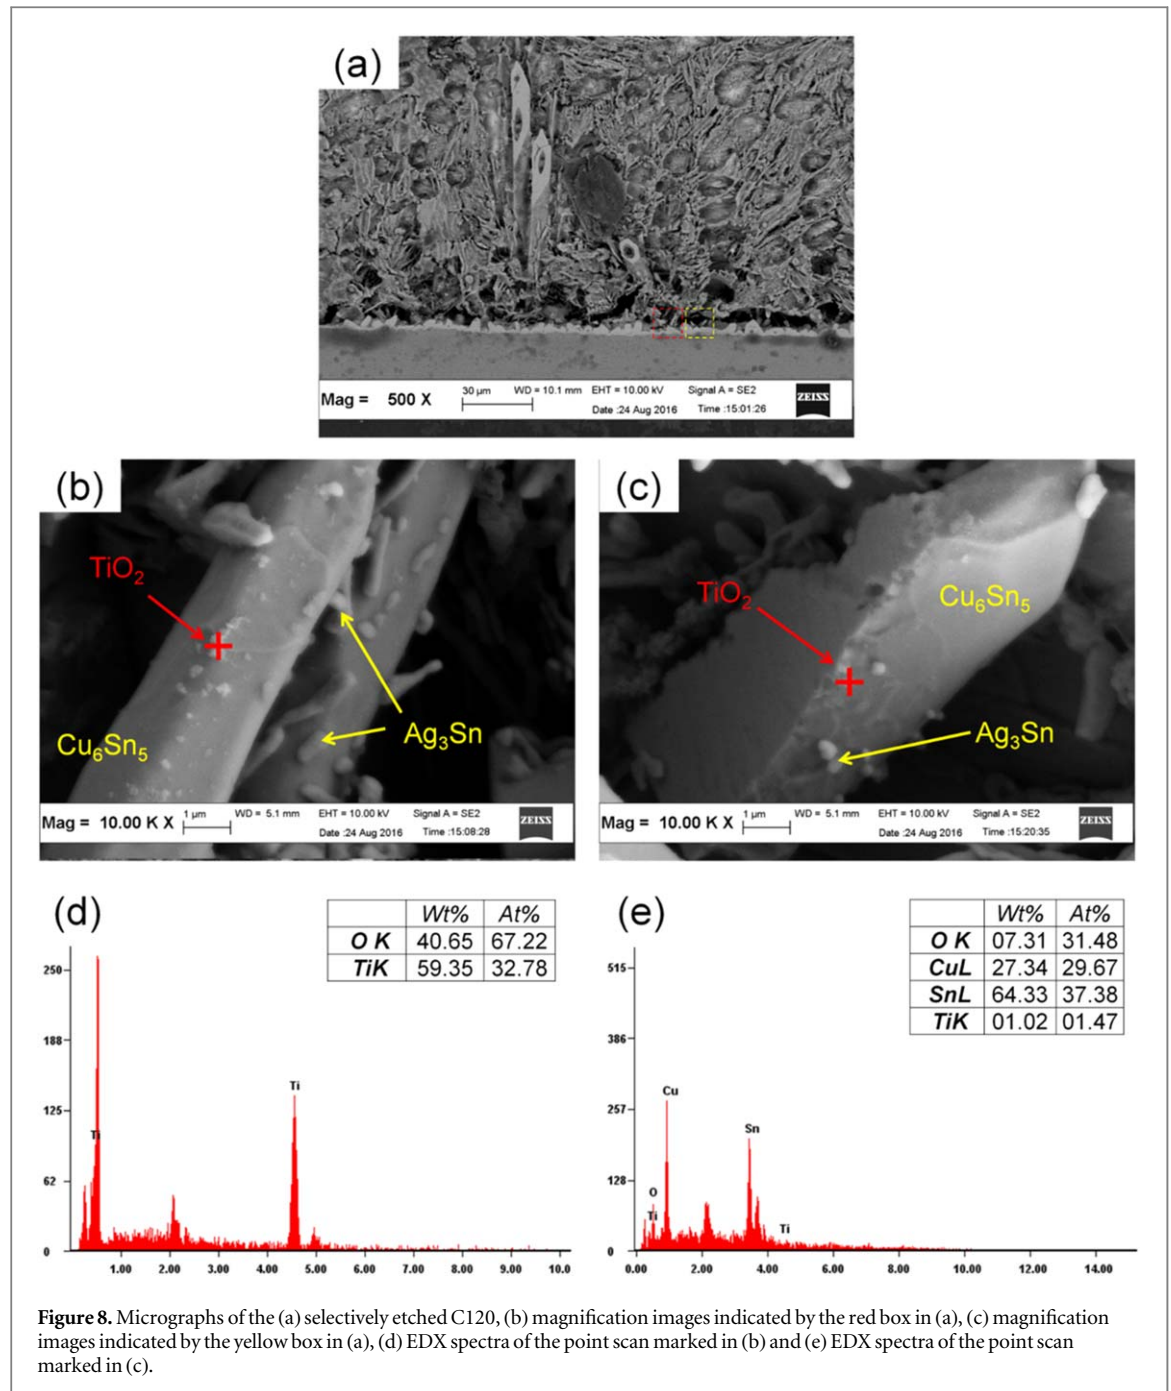 (a)
Mag = 500 X
30 µm
WD = 10.1 mm EHT = 10.00 kV Signal A = SE2
Date :24 Aug 2016 Time :15:01:26
ZEISS
(b)
TiO2
Cu6Sn5
Ag3Sn
Mag = 10.00 K X
1 µm
WD = 5.1 mm EHT = 10.00 kV Signal A = SE2
Date :24 Aug 2016 Time :15:08:28
ZEISS
(c)
TiO2
Cu6Sn5
Ag3Sn
Mag = 10.00 K X
1 µm
WD = 5.1 mm EHT = 10.00 kV Signal A = SE2
Date :24 Aug 2016 Time :15:20:35
ZEISS
(d)
Wt% At%
O K 40.65 67.22
TiK 59.35 32.78
250
188
125
62
0
Ti
Ti
1.00 2.00 3.00 4.00 5.00 6.00 7.00 8.00 9.00 10.0
(e)
Wt% At%
O K 07.31 31.48
CuL 27.34 29.67
SnL 64.33 37.38
TiK 01.02 01.47
515
386
257
128
0
Cu
Sn
O
Ti
Ti
0.00 2.00 4.00 6.00 8.00 10.00 12.00 14.00
Figure 8. Micrographs of the (a) selectively etched C120, (b) magnification images indicated by the red box in (a), (c) magnification
images indicated by the yellow box in (a), (d) EDX spectra of the point scan marked in (b) and (e) EDX spectra of the point scan
marked in (c).